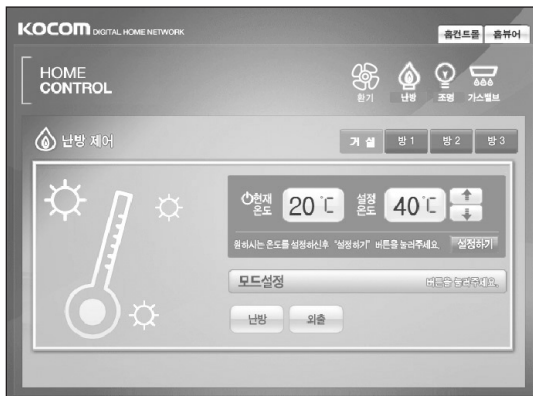 KOCOM DIGITAL HOME NETWORK
홈컨트롤 홈뷰어
HOME
CONTROL
환기 난방 조명 가스밸브
난방 제어
거 실 방 1 방 2 방 3
현재 온도 20 ℃ 설정 온도 40 ℃
원하시는 온도를 설정하신후 "설정하기" 버튼을 눌러주세요. 설정하기
모드설정 버튼을 눌러주세요.
난방 외출